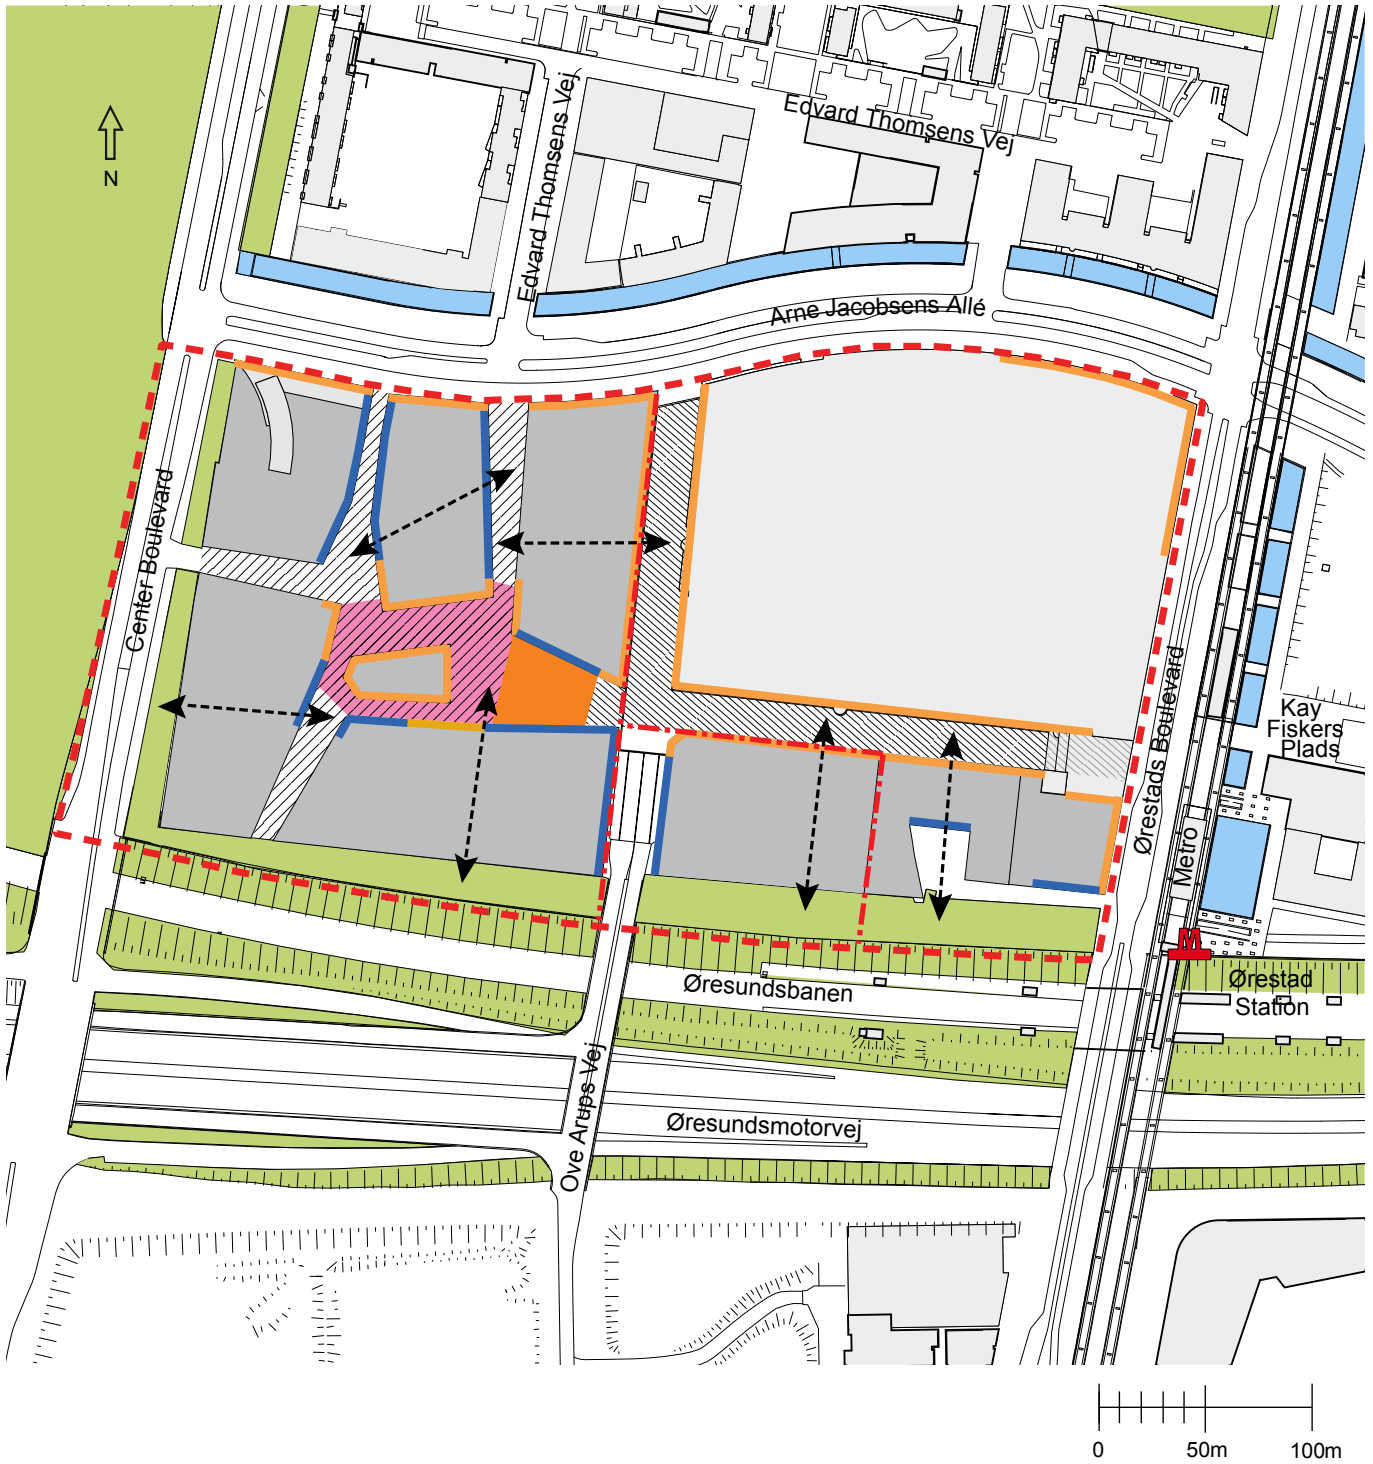 Edvard Thomsens Vej
Edvard Thomsens Vej
N
Arne Jacobsens Allé
Center Boulevard
Ørestads Boulevard
Kay
Fiskers
Plads
Metro
M
Ørestad
Station
Øresundsbanen
Ove Arups Vej
Øresundsmotorvej
0 50m 100m